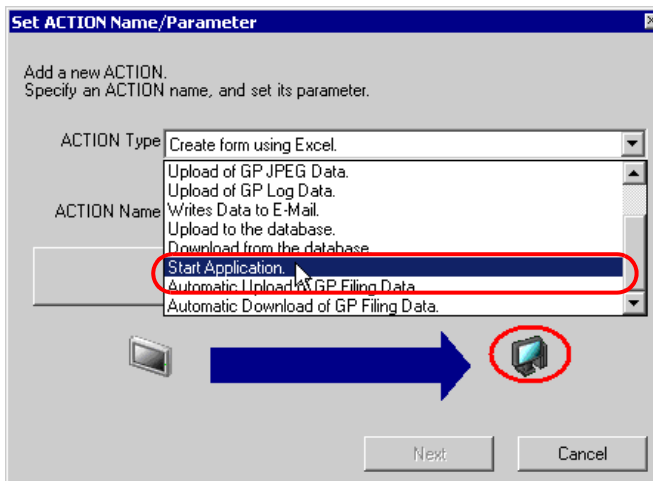 Set ACTION Name/Parameter
Add a new ACTION.
Specify an ACTION name, and set its parameter.
ACTION Type Create form using Excel.
Upload of GP JPEG Data.
Upload of GP Log Data.
ACTION Name Writes Data to E-Mail.
Upload to the database.
Download from the database.
Start Application.
Automatic Upload of GP Filing Data.
Automatic Download of GP Filing Data.
Next Cancel